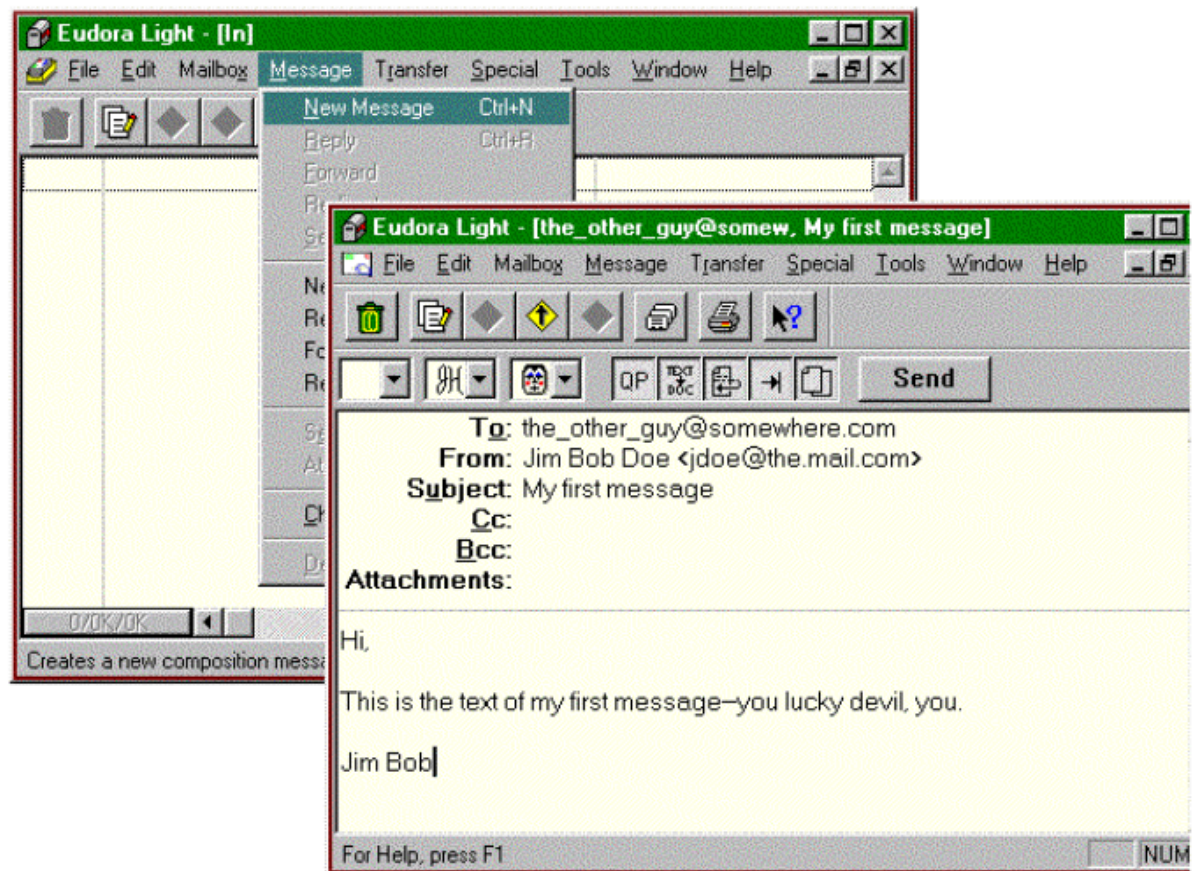 Eudora Light - [In]
File Edit Mailbox Message Transfer Special Tools Window Help
New Message Ctrl+N
Reply Ctrl+R
Forward
Eudora Light - [the_other_guy@somew, My first message]
File Edit Mailbox Message Transfer Special Tools Window Help
QP TEXT DOC Send
To: the_other_guy@somewhere.com
From: Jim Bob Doe <jdoe@the.mail.com>
Subject: My first message
Cc:
Bcc:
Attachments:
Hi,
This is the text of my first message–you lucky devil, you.
Jim Bob
For Help, press F1 NUM
0/0K/0K
Creates a new composition messa